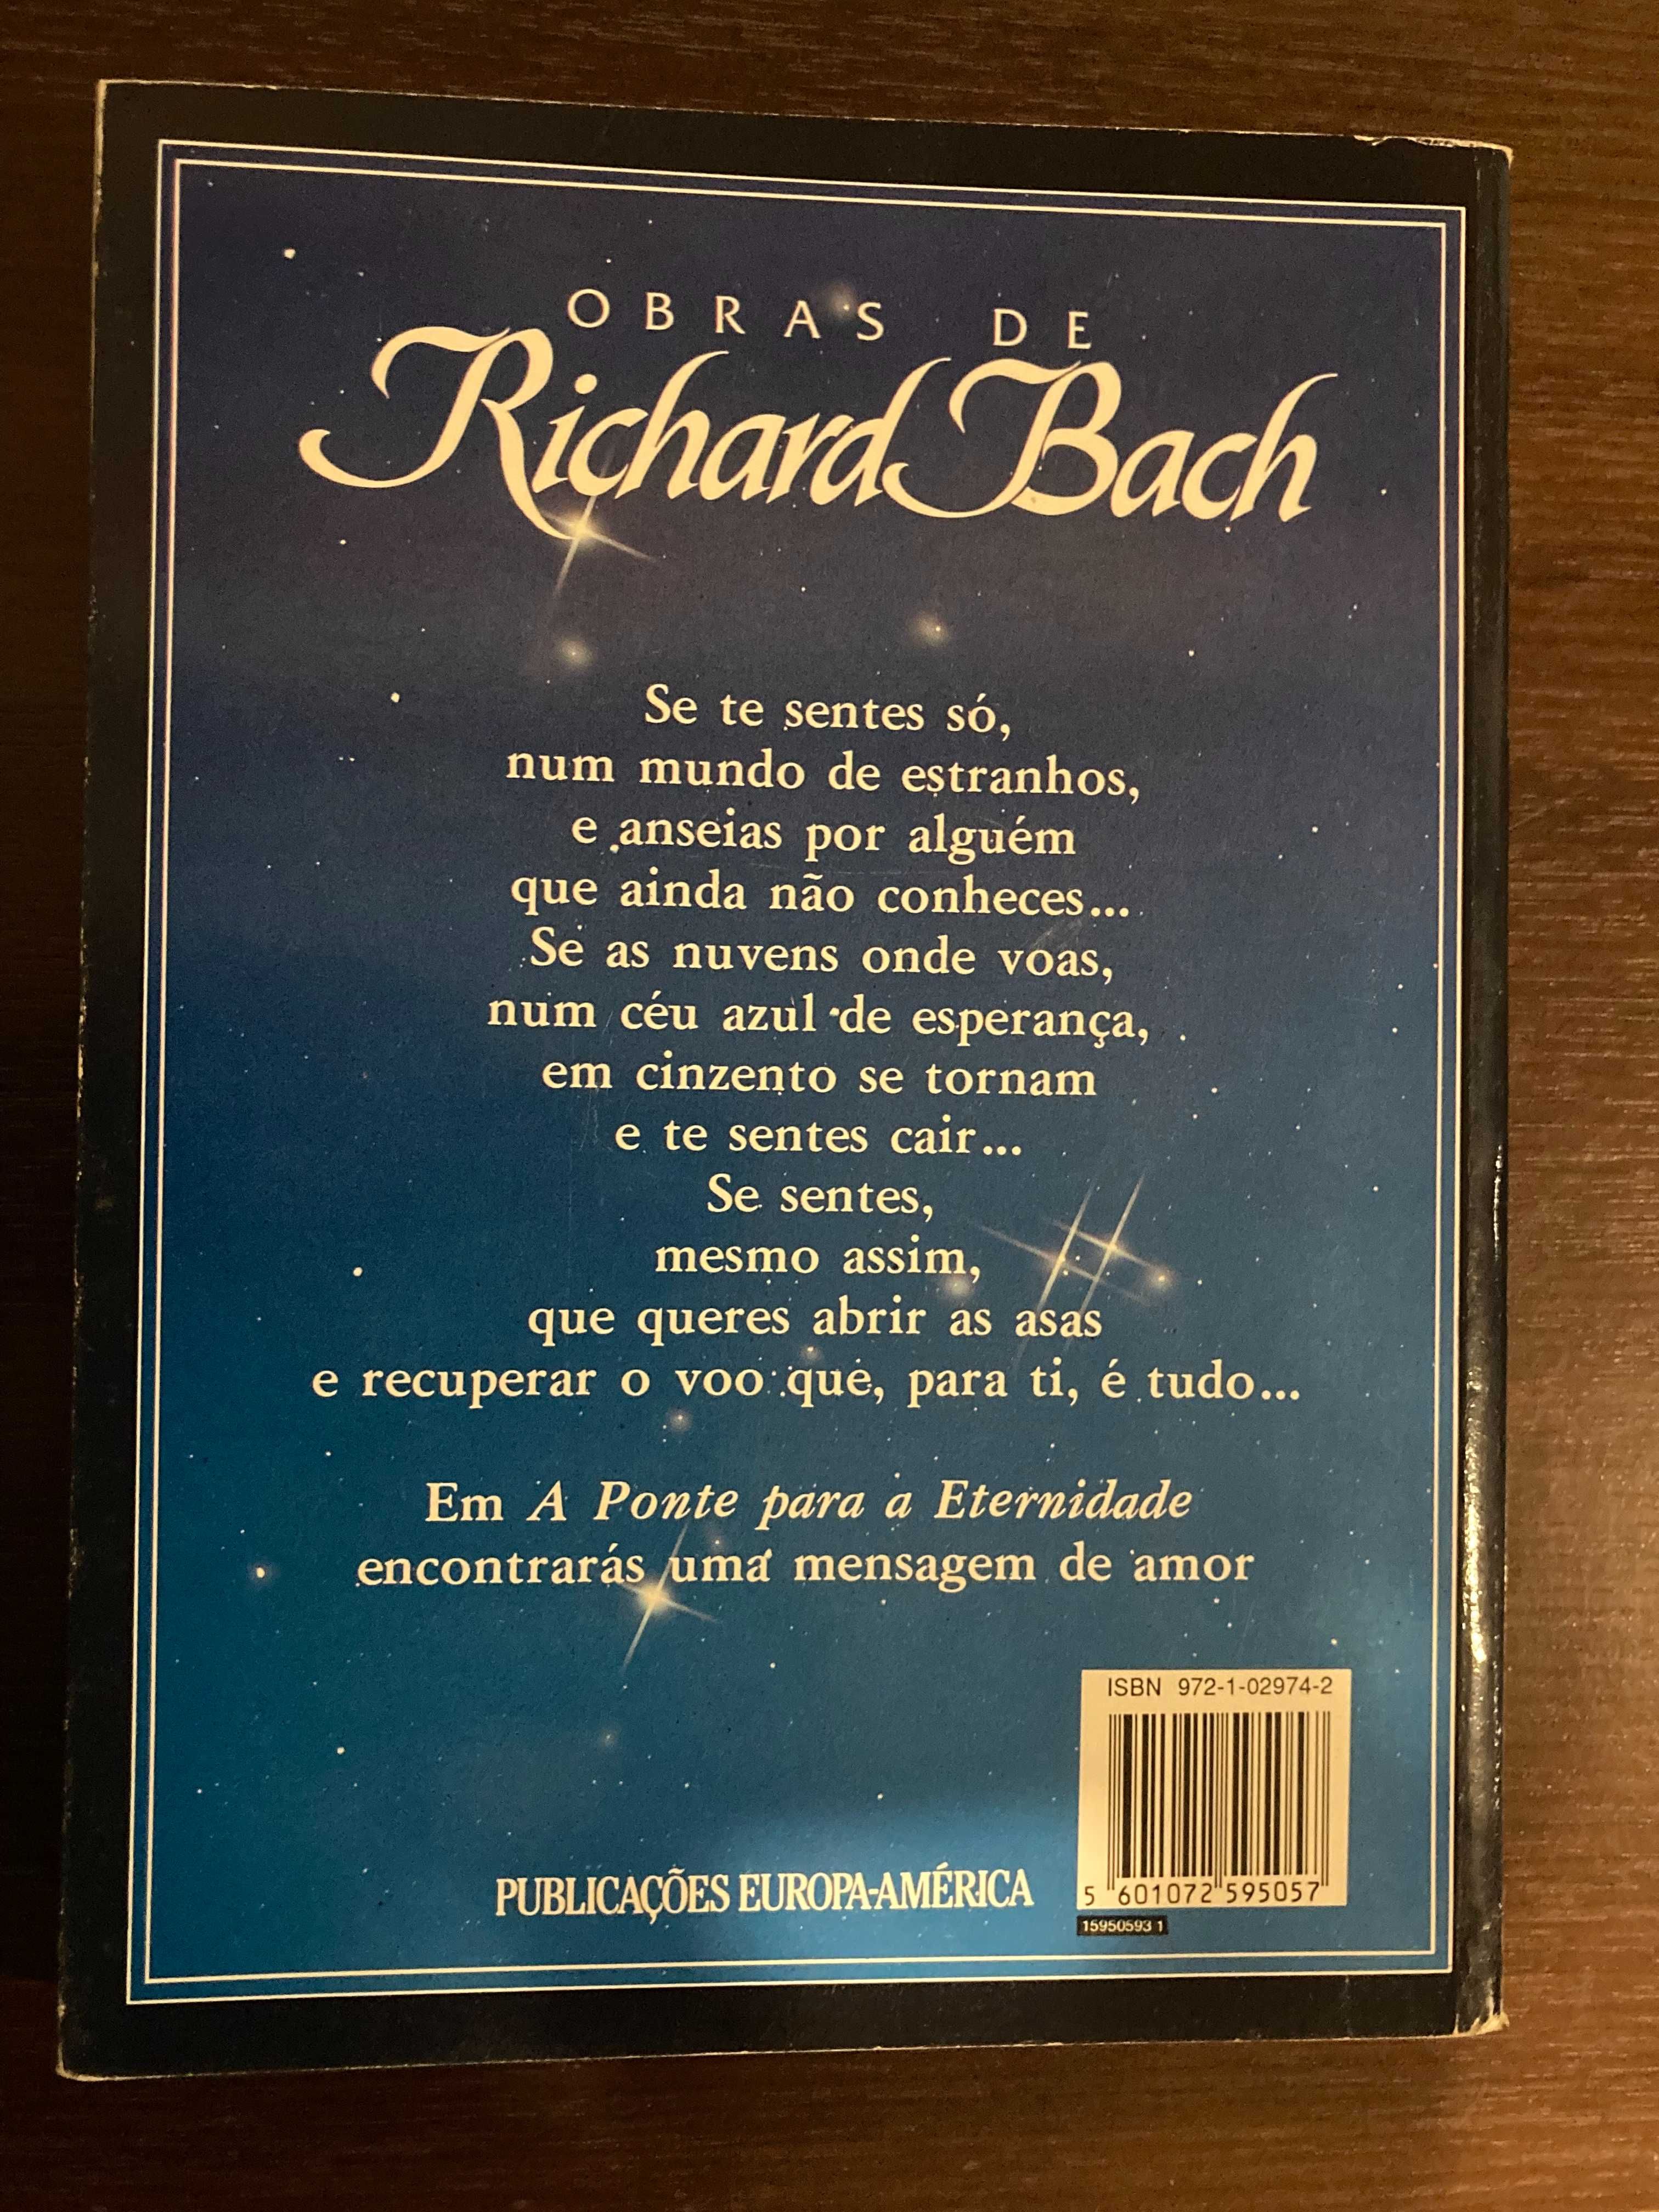 OBRAS DE
Richard Bach
Se te sentes só,
num mundo de estranhos,
e anseias por alguém
que ainda não conheces...
Se as nuvens onde voas,
num céu azul de esperança,
em cinzento se tornam
e te sentes cair...
Se sentes,
mesmo assim,
que queres abrir as asas
e recuperar o voo que, para ti, é tudo...
Em A Ponte para a Eternidade
encontrarás uma mensagem de amor
ISBN 972-1-02974-2
5 601072 595057
15950593 1
PUBLICAÇÕES EUROPA-AMÉRICA